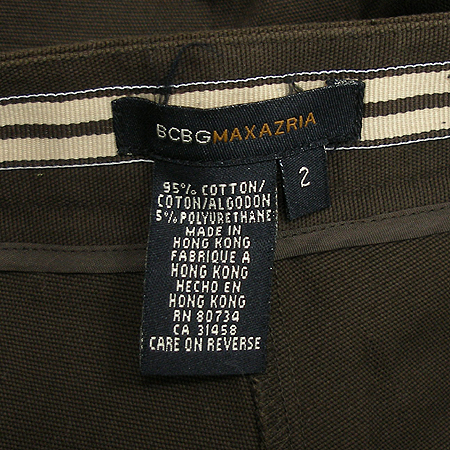 BCBGMAXAZRIA
2
95% COTTON/
COTON/ALGODON
5% POLYURETHANE
MADE IN
HONG KONG
FABRIQUE A
HONG KONG
HECHO EN
HONG KONG
RN 80734
CA 31458
CARE ON REVERSE